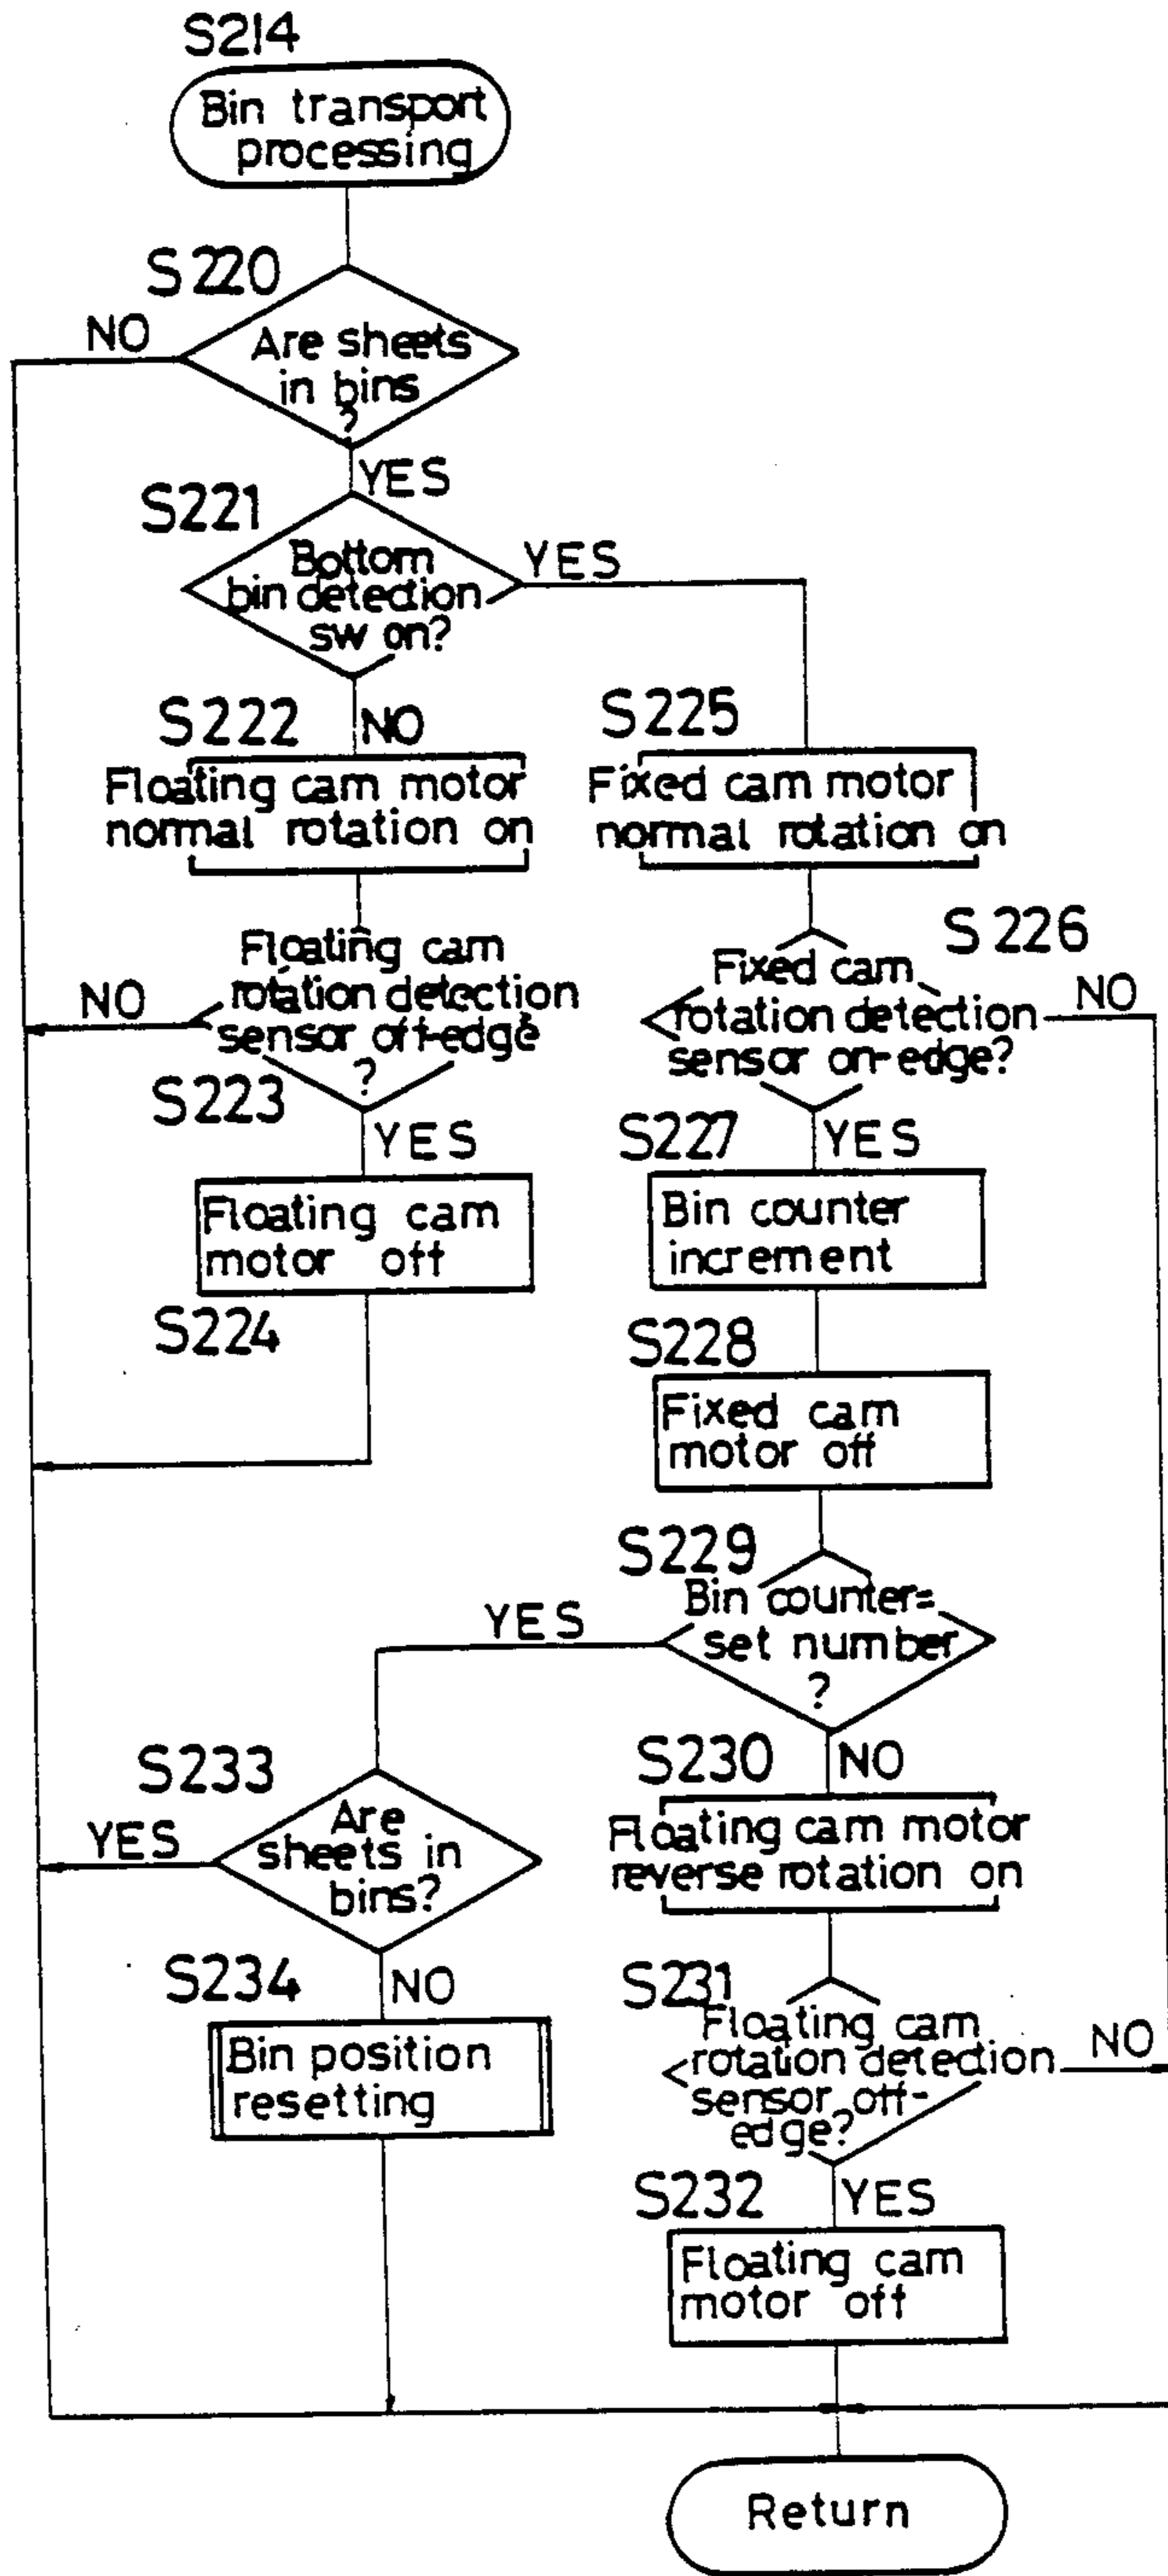 S214
Bin transport
processing
S220
NO
Are sheets
in bins
?
YES
S221
Bottom
bin detection
sw on?
YES
S222
NO
Floating cam motor
normal rotation on
S225
Fixed cam motor
normal rotation on
Floating cam
rotation detection
sensor off-edge
?
NO
S223
YES
S226
Fixed cam
rotation detection
sensor on-edge?
NO
S227
YES
Floating cam
motor off
S224
Bin counter
increment
S228
Fixed cam
motor off
S229
Bin counter=
set number
?
YES
S230
NO
S233
Are
sheets in
bins?
YES
Floating cam motor
reverse rotation on
S234
NO
Bin position
resetting
S231
Floating cam
rotation detection
sensor off-
edge?
NO
S232
YES
Floating cam
motor off
Return